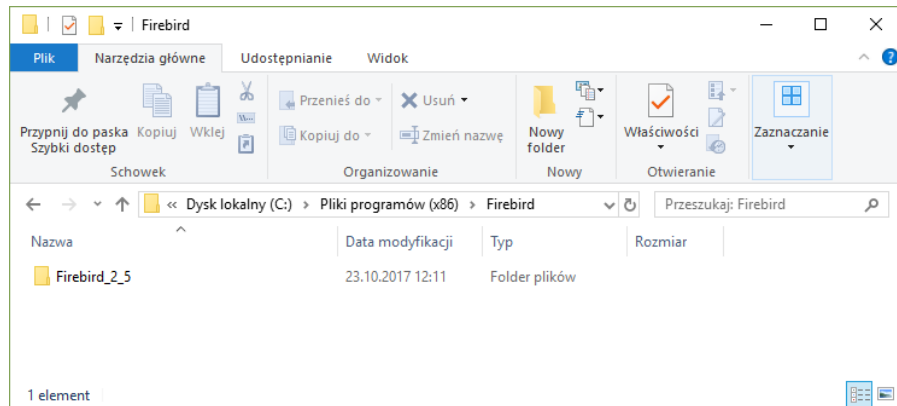 Firebird
Plik Narzędzia główne Udostępnianie Widok
Przypnij do paska Szybki dostęp
Kopiuj
Wklej
Przenieś do
Kopiuj do
Usuń
Zmień nazwę
Nowy folder
Właściwości
Zaznaczanie
Schowek Organizowanie Nowy Otwieranie
« Dysk lokalny (C:) › Pliki programów (x86) › Firebird
Przeszukaj: Firebird
Nazwa Data modyfikacji Typ Rozmiar
Firebird_2_5 23.10.2017 12:11 Folder plików
1 element